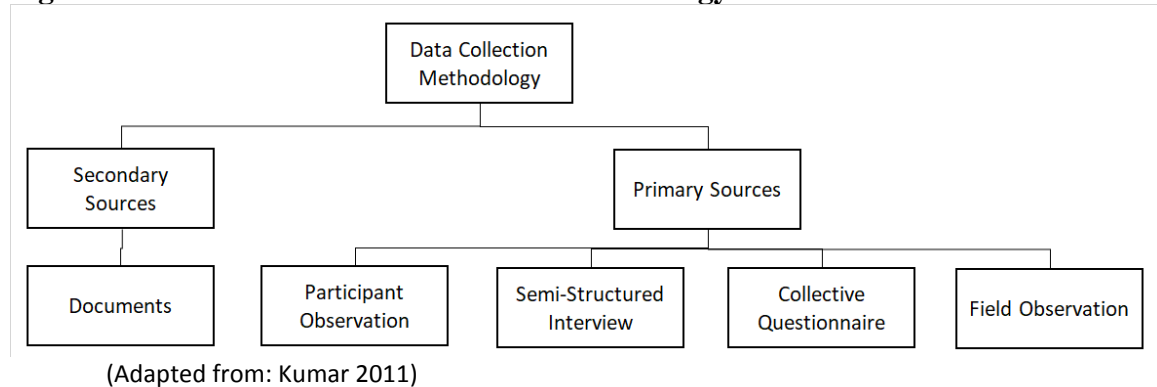 Data Collection
Methodology
Secondary
Sources
Primary Sources
Documents
Participant
Observation
Semi-Structured
Interview
Collective
Questionnaire
Field Observation
(Adapted from: Kumar 2011)